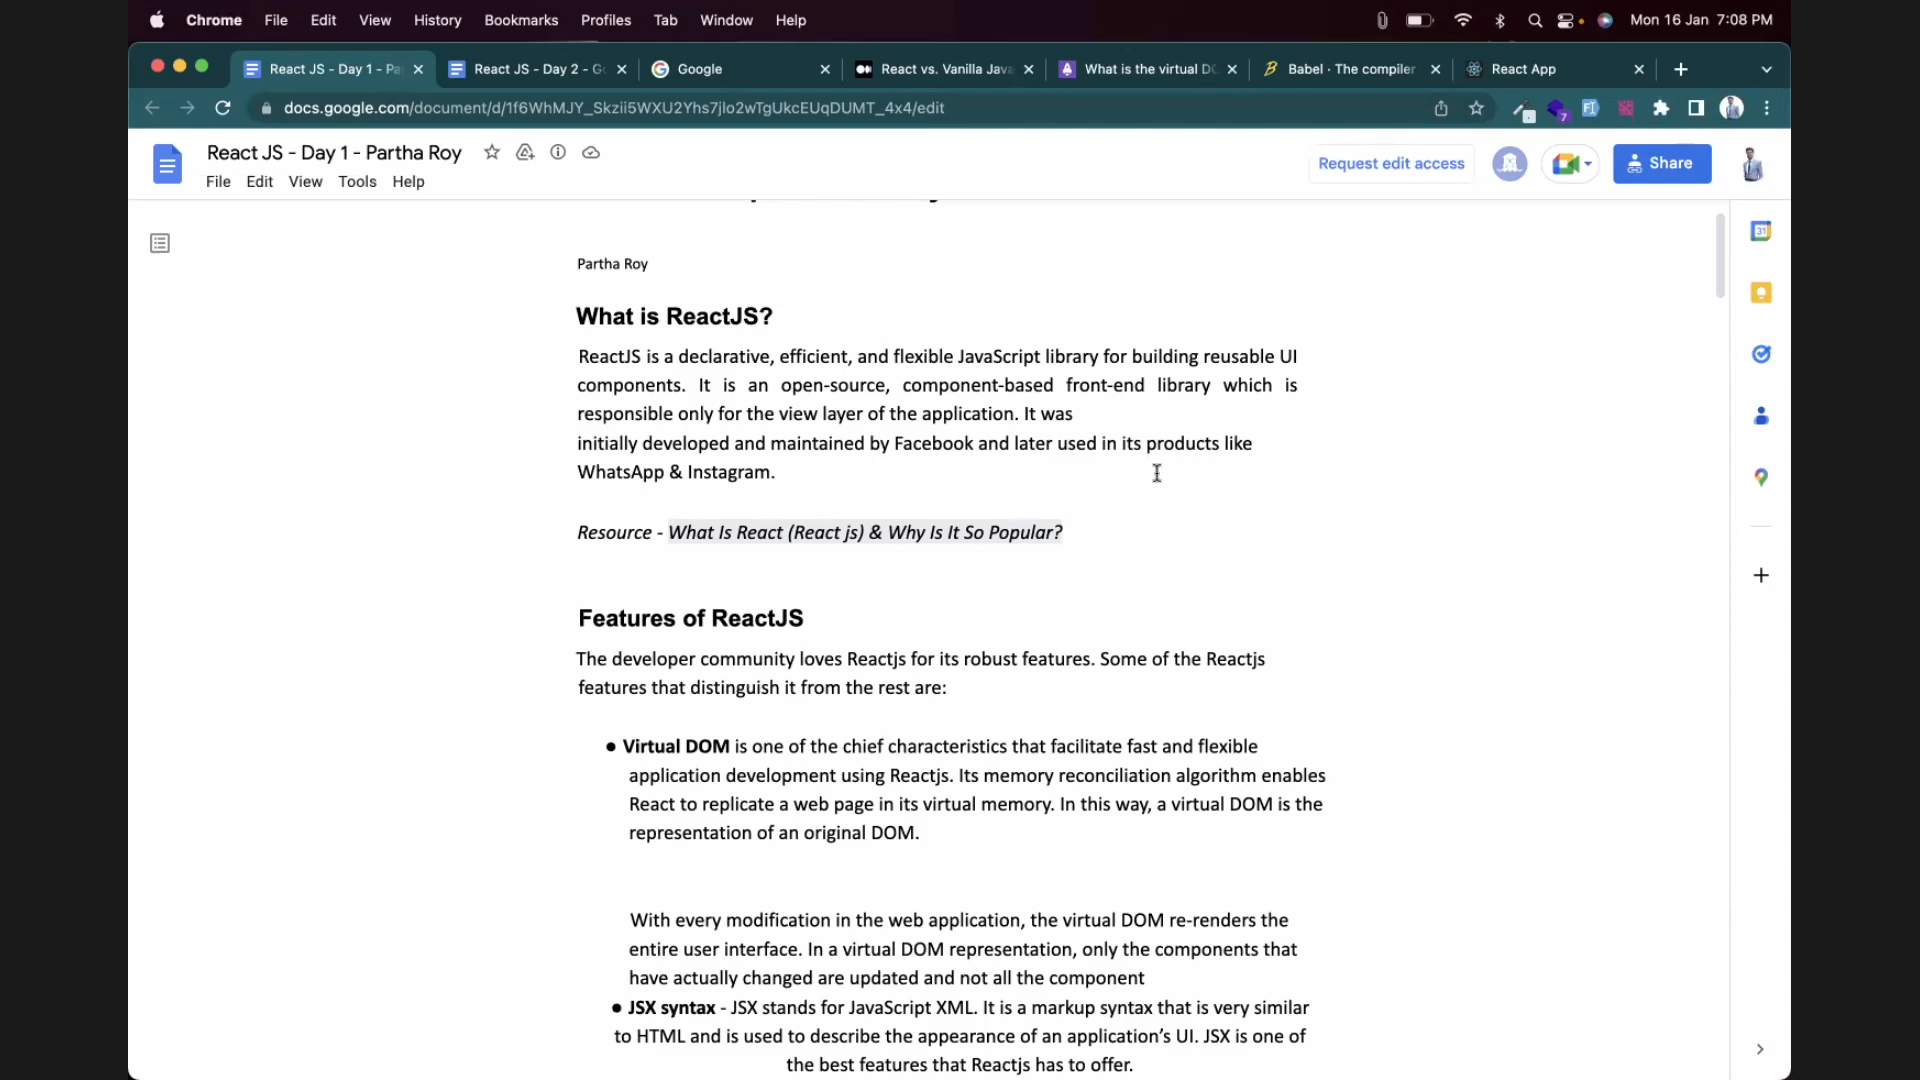 Chrome File Edit View History Bookmarks Profiles Tab Window Help Mon 16 Jan 7:08 PM
React JS - Day 1 - Pa React JS - Day 2 - Go Google React vs. Vanilla Java What is the virtual DO Babel · The compiler React App
docs.google.com/document/d/1f6WhMJY_Skzii5WXU2Yhs7jlo2wTgUkcEUqDUMT_4x4/edit
7
React JS - Day 1 - Partha Roy
Request edit access
Share
File Edit View Tools Help
31
Partha Roy
What is ReactJS?
ReactJS is a declarative, efficient, and flexible JavaScript library for building reusable UI
components. It is an open-source, component-based front-end library which is
responsible only for the view layer of the application. It was
initially developed and maintained by Facebook and later used in its products like
WhatsApp & Instagram.
Resource - What Is React (React js) & Why Is It So Popular?
Features of ReactJS
The developer community loves Reactjs for its robust features. Some of the Reactjs
features that distinguish it from the rest are:
● Virtual DOM is one of the chief characteristics that facilitate fast and flexible
application development using Reactjs. Its memory reconciliation algorithm enables
React to replicate a web page in its virtual memory. In this way, a virtual DOM is the
representation of an original DOM.
With every modification in the web application, the virtual DOM re-renders the
entire user interface. In a virtual DOM representation, only the components that
have actually changed are updated and not all the component
● JSX syntax - JSX stands for JavaScript XML. It is a markup syntax that is very similar
to HTML and is used to describe the appearance of an application’s UI. JSX is one of
the best features that Reactjs has to offer.